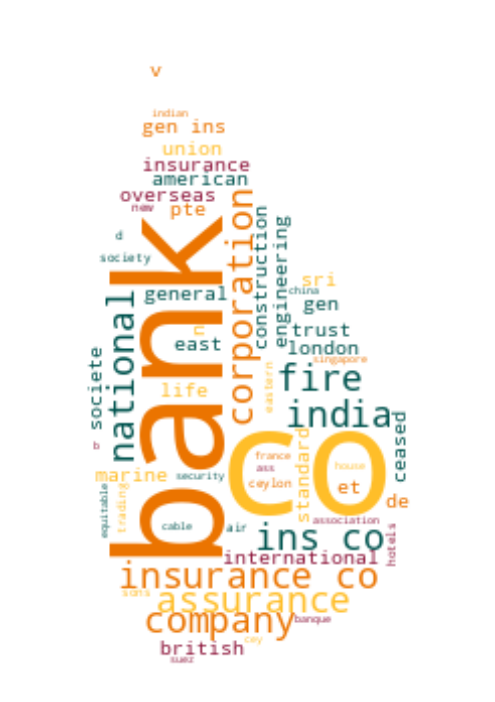 v
indian
gen ins
union
insurance
american
overseas
new
pte
d
society
bank
corporation
construction
engineering
sri
general
china
gen
national
c
trust
east
london
societe
singapore
eastern
fire
life
india
ceased
co
b
standard
france
house
marine
security
ass
ceylon
et
equitable
trading
de
association
cable
air
ins co
hotels
international
insurance co
sons
assurance
company
banque
british
cey
suez